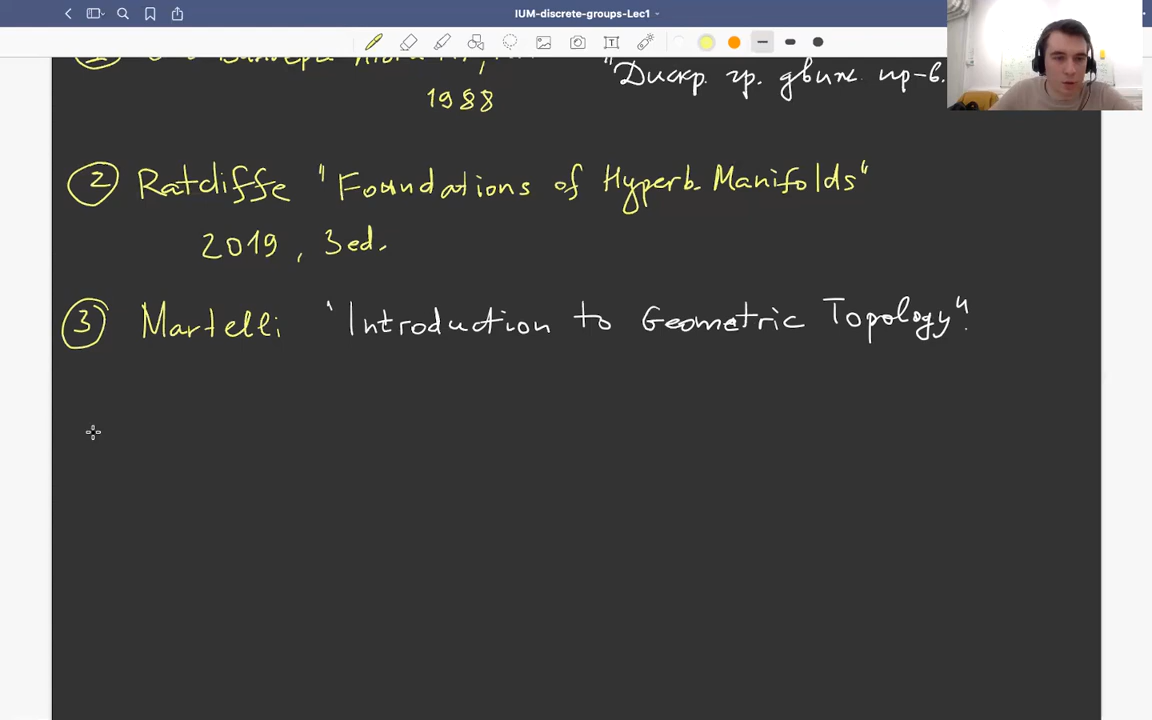 IUM-discrete-groups-Lec1
"Дискр. гр. движ. пр-в.
1988
2 Ratcliffe "Foundations of Hyperb. Manifolds"
2019, 3ed.
3 Martelli "Introduction to Geometric Topology".